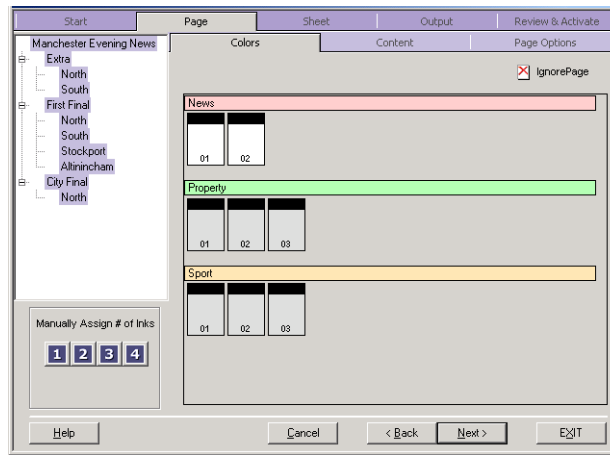 Start Page Sheet Output Review & Activate
Manchester Evening News
Extra
North
South
First Final
North
South
Stockport
Altinincham
City Final
North
Colors Content Page Options
IgnorePage
News
01 02
Property
01 02 03
Sport
01 02 03
Manually Assign # of Inks
1 2 3 4
Help Cancel < Back Next > EXIT